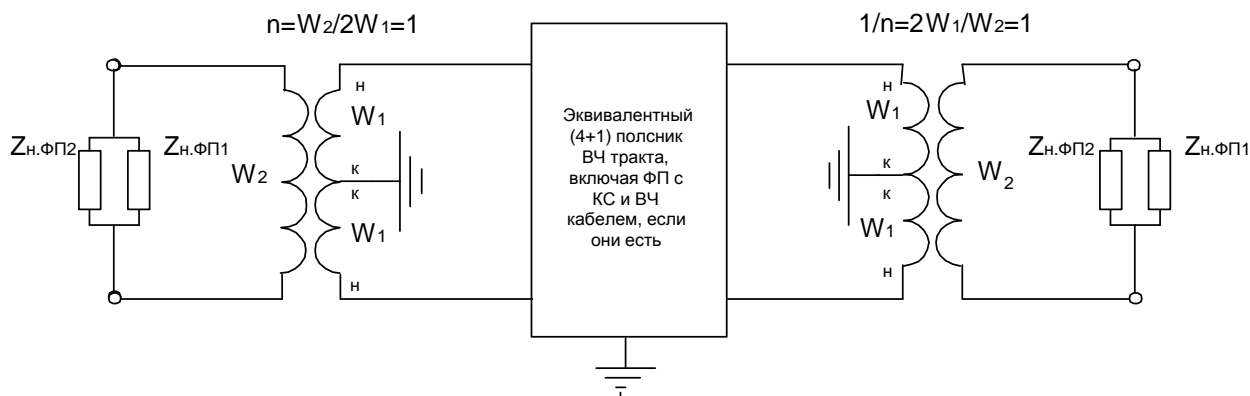 n=W2/2W1=1
1/n=2W1/W2=1
Zн.ФП2
Zн.ФП1
W2
н
W1
к
к
W1
н
Эквивалентный
(4+1) полсник
ВЧ тракта,
включая ФП с
КС и ВЧ
кабелем, если
они есть
н
W1
к
к
W1
н
W2
Zн.ФП2
Zн.ФП1